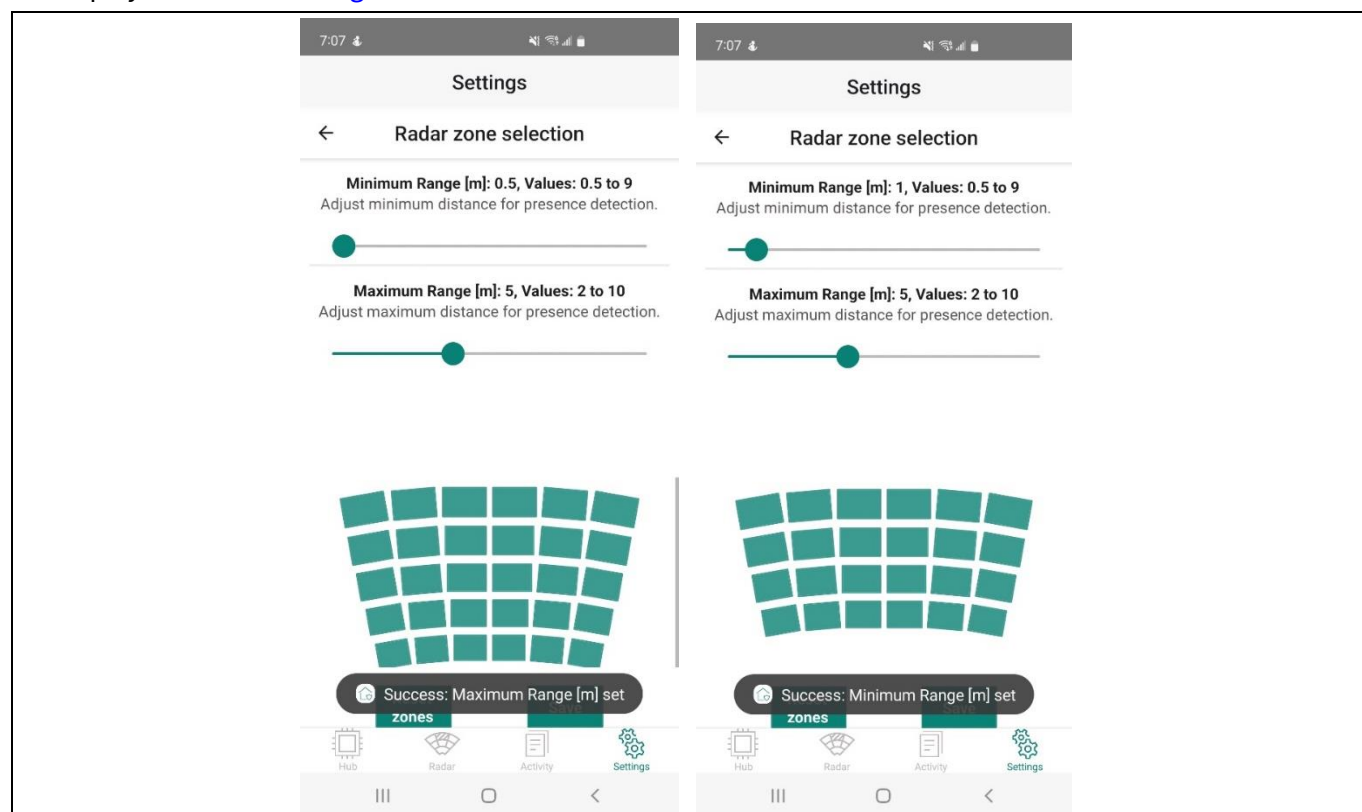 7:07
Settings
Radar zone selection
Minimum Range [m]: 0.5, Values: 0.5 to 9
Adjust minimum distance for presence detection.
Maximum Range [m]: 5, Values: 2 to 10
Adjust maximum distance for presence detection.
Success: Maximum Range [m] set
zones
Save
Hub
Radar
Activity
Settings
7:07
Settings
Radar zone selection
Minimum Range [m]: 1, Values: 0.5 to 9
Adjust minimum distance for presence detection.
Maximum Range [m]: 5, Values: 2 to 10
Adjust maximum distance for presence detection.
Success: Minimum Range [m] set
zones
Save
Hub
Radar
Activity
Settings